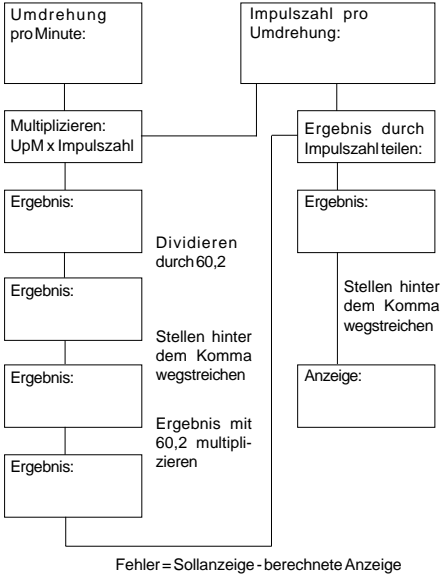 Umdrehung
pro Minute:
Impulszahl pro
Umdrehung:
Multiplizieren:
UpM x Impulszahl
Ergebnis durch
Impulszahl teilen:
Ergebnis:
Ergebnis:
Dividieren
durch 60,2
Ergebnis:
Stellen hinter
dem Komma
wegstreichen
Stellen hinter
dem Komma
wegstreichen
Ergebnis:
Anzeige:
Ergebnis mit
60,2 multipli-
zieren
Ergebnis:
Fehler = Sollanzeige - berechnete Anzeige